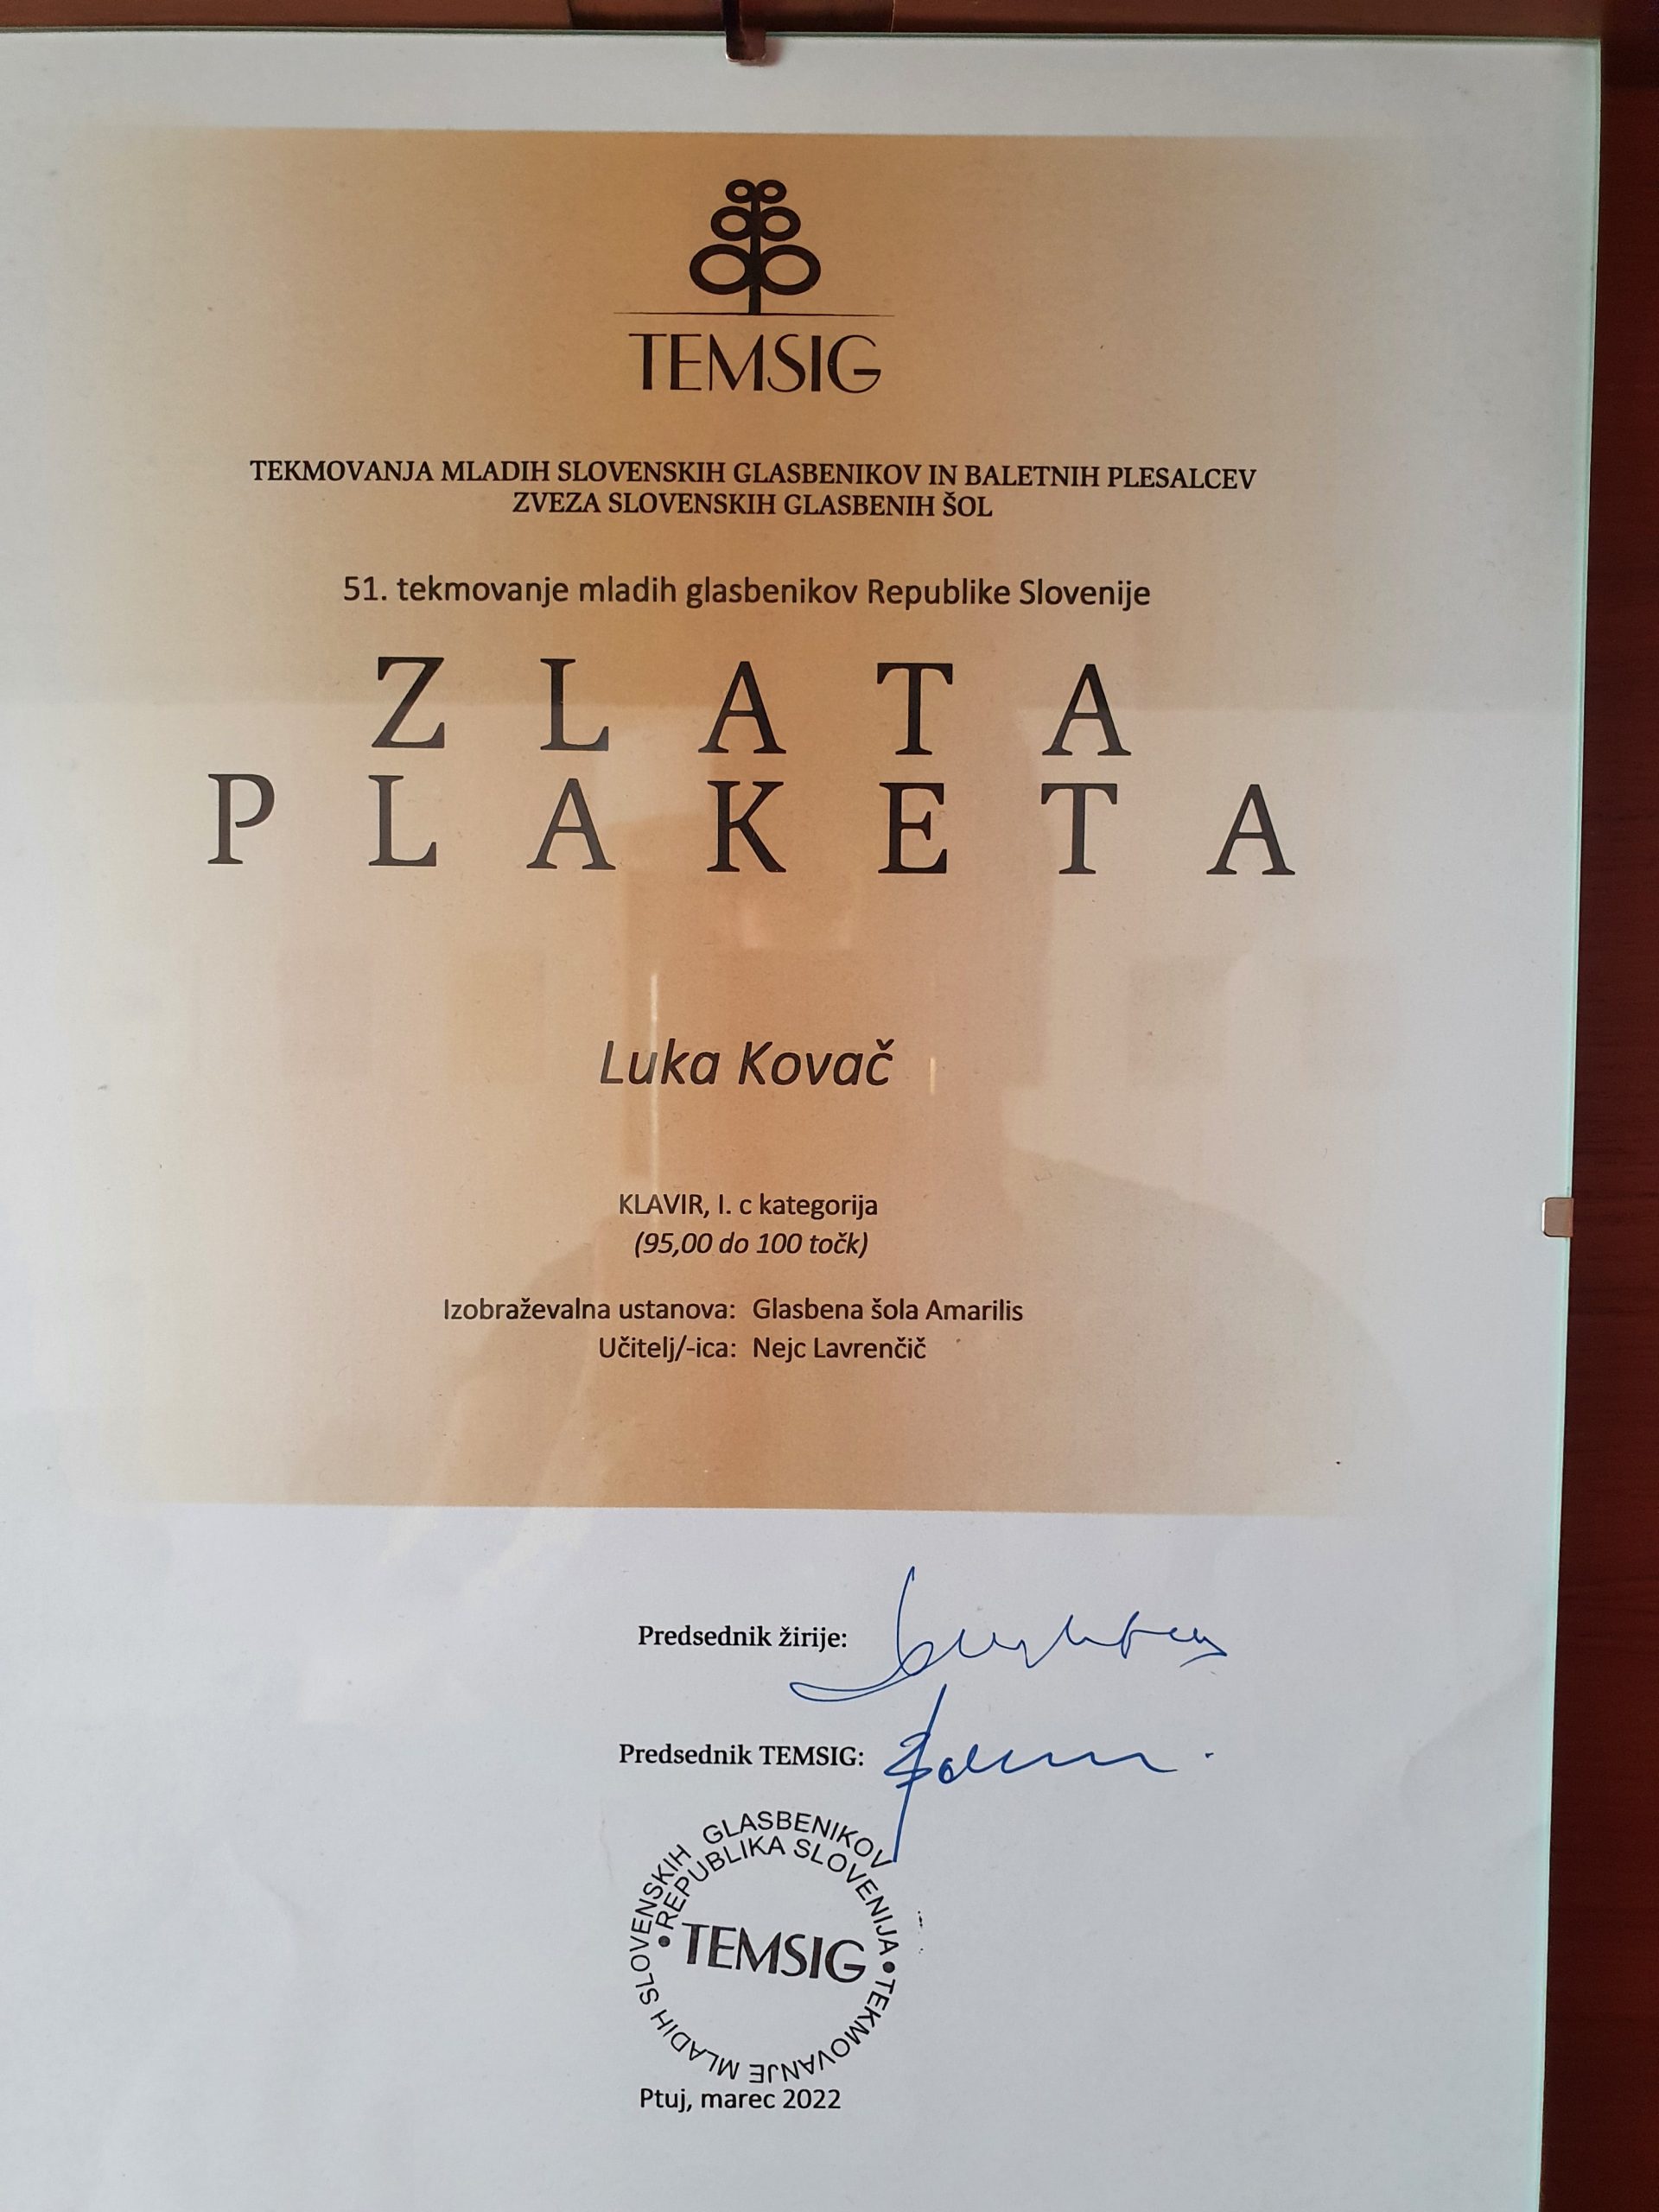 TEMSIG
TEKMOVANJA MLADIH SLOVENSKIH GLASBENIKOV IN BALETNIH PLESALCEV
ZVEZA SLOVENSKIH GLASBENIH ŠOL
51. tekmovanje mladih glasbenikov Republike Slovenije
ZLATA
PLAKETA
Luka Kovač
KLAVIR, I. c kategorija
(95,00 do 100 točk)
Izobraževalna ustanova: Glasbena šola Amarilis
Učitelj/-ica: Nejc Lavrenčič
Predsednik žirije:
Predsednik TEMSIG:
TEKMOVANJE MLADIH SLOVENSKIH GLASBENIKOV
• REPUBLIKA SLOVENIJA •
TEMSIG
Ptuj, marec 2022